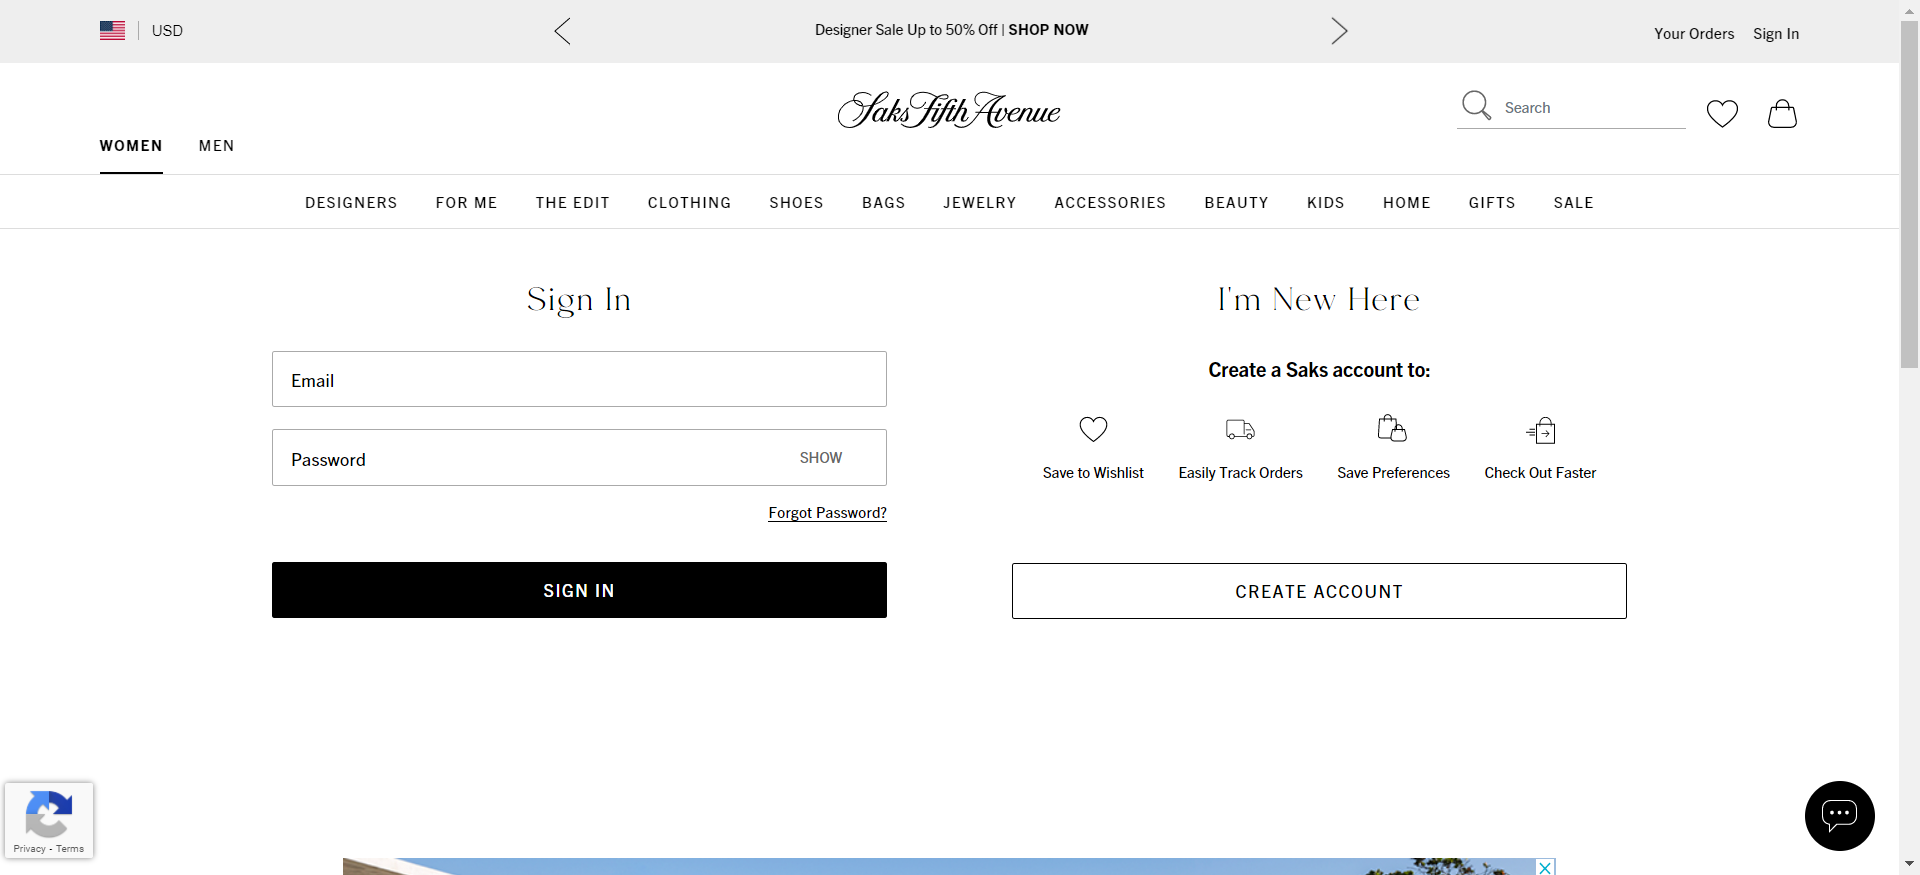 USD
Designer Sale Up to 50% Off | SHOP NOW
Your Orders
Sign In
Saks Fifth Avenue
Search
WOMEN
MEN
DESIGNERS
FOR ME
THE EDIT
CLOTHING
SHOES
BAGS
JEWELRY
ACCESSORIES
BEAUTY
KIDS
HOME
GIFTS
SALE
Sign In
Email
Password
SHOW
Forgot Password?
SIGN IN
I'm New Here
Create a Saks account to:
Save to Wishlist
Easily Track Orders
Save Preferences
Check Out Faster
CREATE ACCOUNT
Privacy - Terms